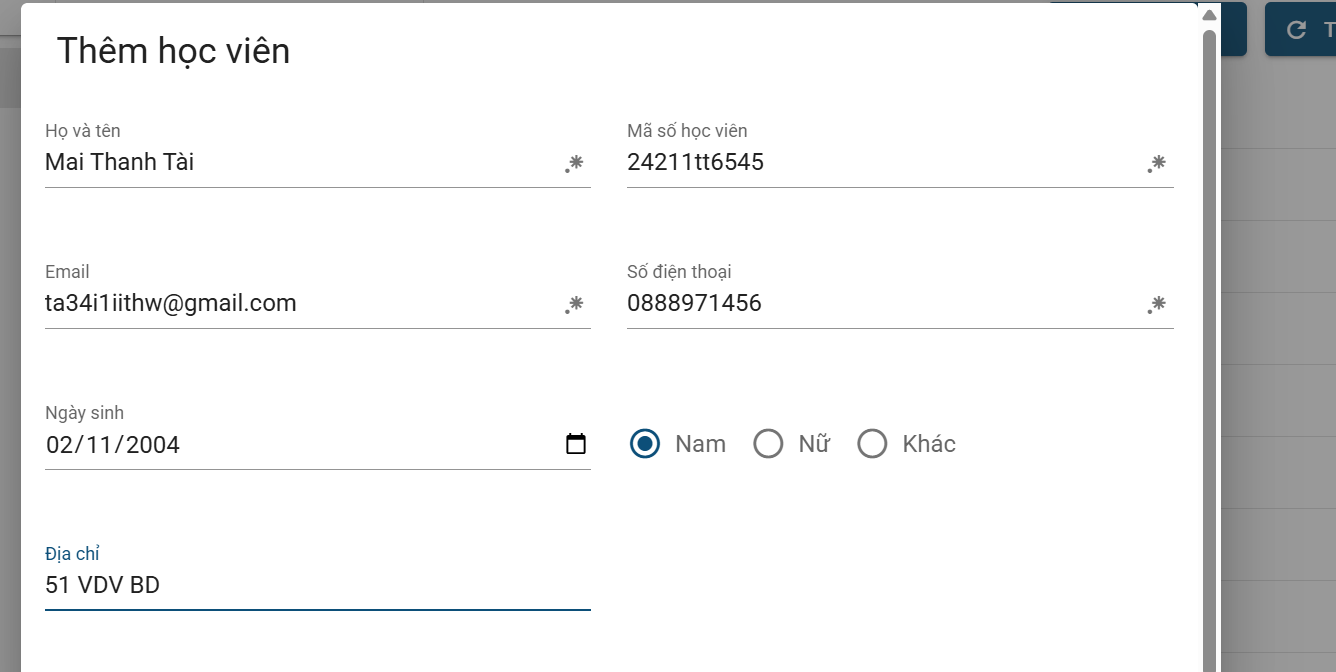 Thêm học viên
Họ và tên
Mai Thanh Tài
Mã số học viên
24211tt6545
Email
ta34i1iithw@gmail.com
Số điện thoại
0888971456
Ngày sinh
02/11/2004
Nam Nữ Khác
Địa chỉ
51 VDV BD